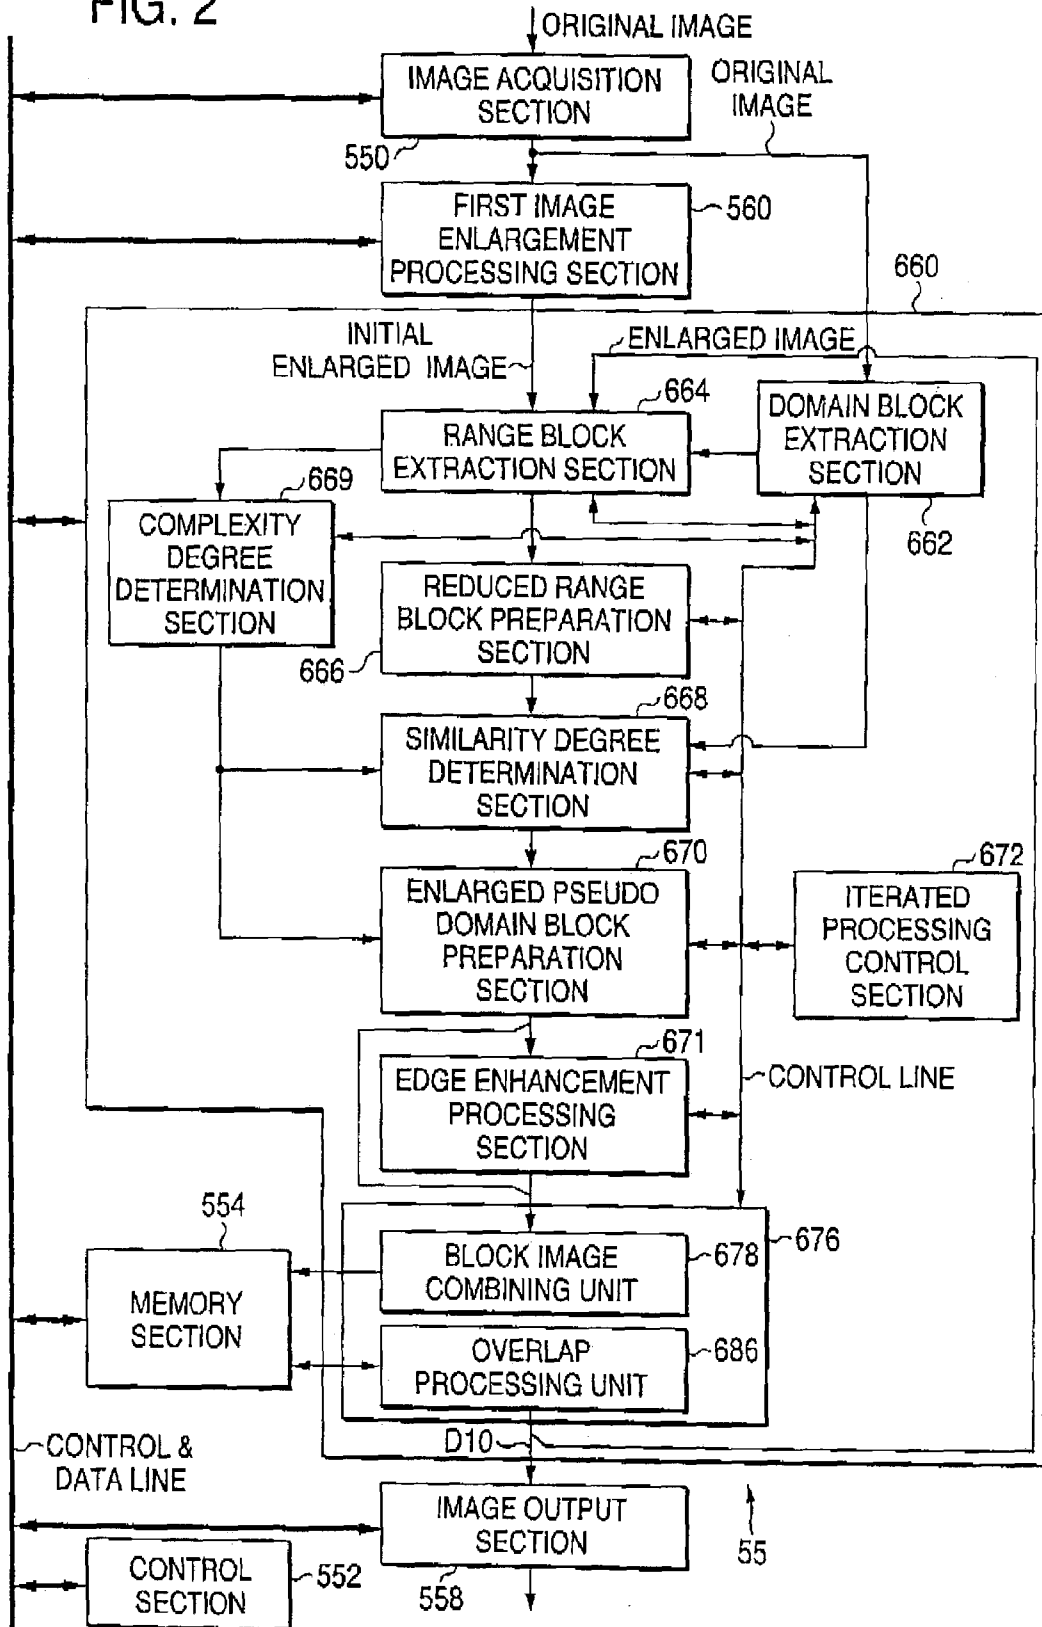 FIG. 2
ORIGINAL IMAGE
IMAGE ACQUISITION
SECTION
ORIGINAL
IMAGE
550
FIRST IMAGE
ENLARGEMENT
PROCESSING SECTION
560
660
INITIAL
ENLARGED IMAGE
ENLARGED IMAGE
664
RANGE BLOCK
EXTRACTION SECTION
DOMAIN BLOCK
EXTRACTION
SECTION
662
669
COMPLEXITY
DEGREE
DETERMINATION
SECTION
REDUCED RANGE
BLOCK PREPARATION
SECTION
666
668
SIMILARITY DEGREE
DETERMINATION
SECTION
670
ENLARGED PSEUDO
DOMAIN BLOCK
PREPARATION
SECTION
672
ITERATED
PROCESSING
CONTROL
SECTION
671
EDGE ENHANCEMENT
PROCESSING
SECTION
CONTROL LINE
554
MEMORY
SECTION
676
BLOCK IMAGE
COMBINING UNIT
678
OVERLAP
PROCESSING UNIT
686
D10
CONTROL &
DATA LINE
IMAGE OUTPUT
SECTION
55
558
CONTROL
SECTION
552